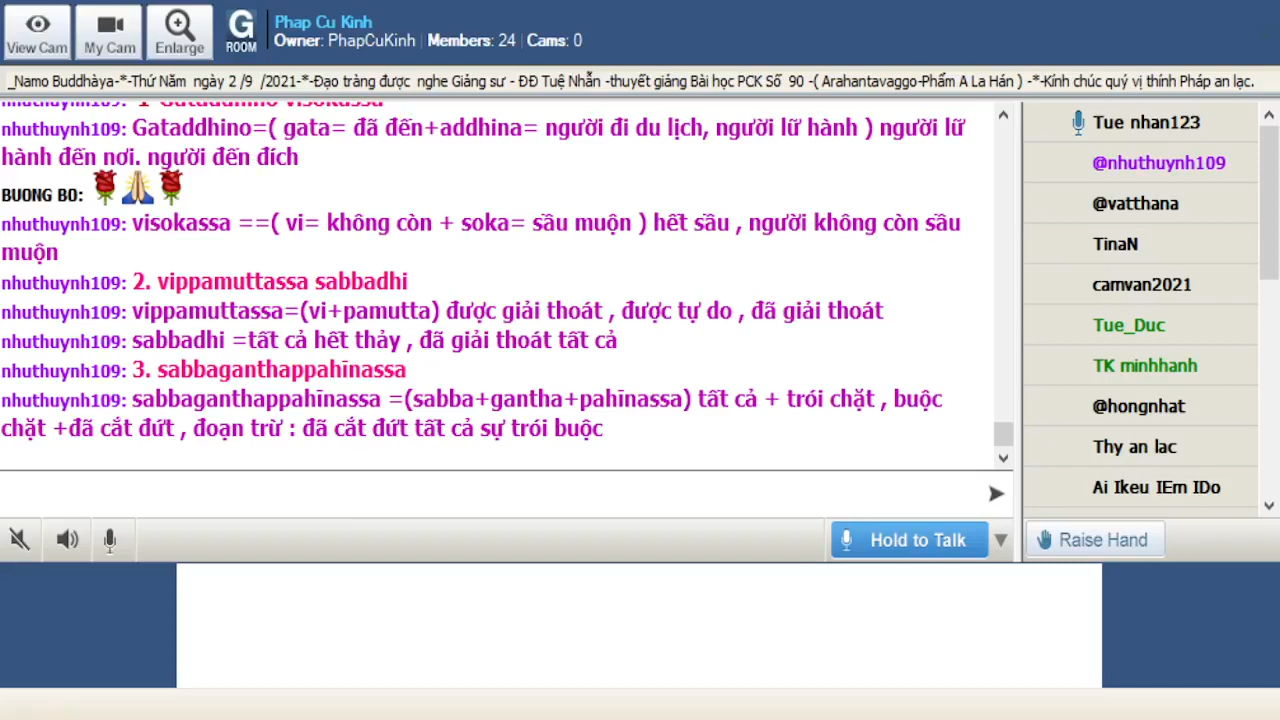 View Cam
My Cam
Enlarge
G
ROOM
Phap Cu Kinh
Owner: PhapCuKinh | Members: 24 | Cams: 0
_Namo Buddhàya-*-Thứ Năm ngày 2 /9 /2021-*-Đạo tràng được nghe Giảng sư - ĐĐ Tuệ Nhẫn -thuyết giảng Bài học PCK Số 90 -( Arahantavaggo-Phẩm A La Hán ) -*-Kính chúc quý vị thính Pháp an lạc.
nhuthuynh109: 1 Gataddhino visokassa
nhuthuynh109: Gataddhino=( gata= đã đến+addhina= người đi du lịch, người lữ hành ) người lữ
hành đến nơi. người đến đích
BUONG BO:
nhuthuynh109: visokassa ==( vi= không còn + soka= sầu muộn ) hết sầu , người không còn sầu
muộn
nhuthuynh109: 2. vippamuttassa sabbadhi
nhuthuynh109: vippamuttassa=(vi+pamutta) được giải thoát , được tự do , đã giải thoát
nhuthuynh109: sabbadhi =tất cả hết thảy , đã giải thoát tất cả
nhuthuynh109: 3. sabbaganthappahīnassa
nhuthuynh109: sabbaganthappahīnassa =(sabba+gantha+pahīnassa) tất cả + trói chặt , buộc
chặt +đã cắt đứt , đoạn trừ : đã cắt đứt tất cả sự trói buộc
Tue nhan123
@nhuthuynh109
@vatthana
TinaN
camvan2021
Tue_Duc
TK minhhanh
@hongnhat
Thy an lac
Ai Ikeu IEm IDo
Hold to Talk
Raise Hand